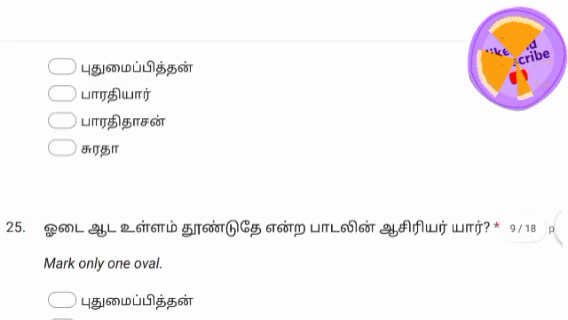 புதுமைப்பித்தன்
பாரதியார்
பாரதிதாசன்
சுரதா
25. ஓடை ஆட உள்ளம் தூண்டுதே என்ற பாடலின் ஆசிரியர் யார்? * 9 / 18 p
Mark only one oval.
புதுமைப்பித்தன்